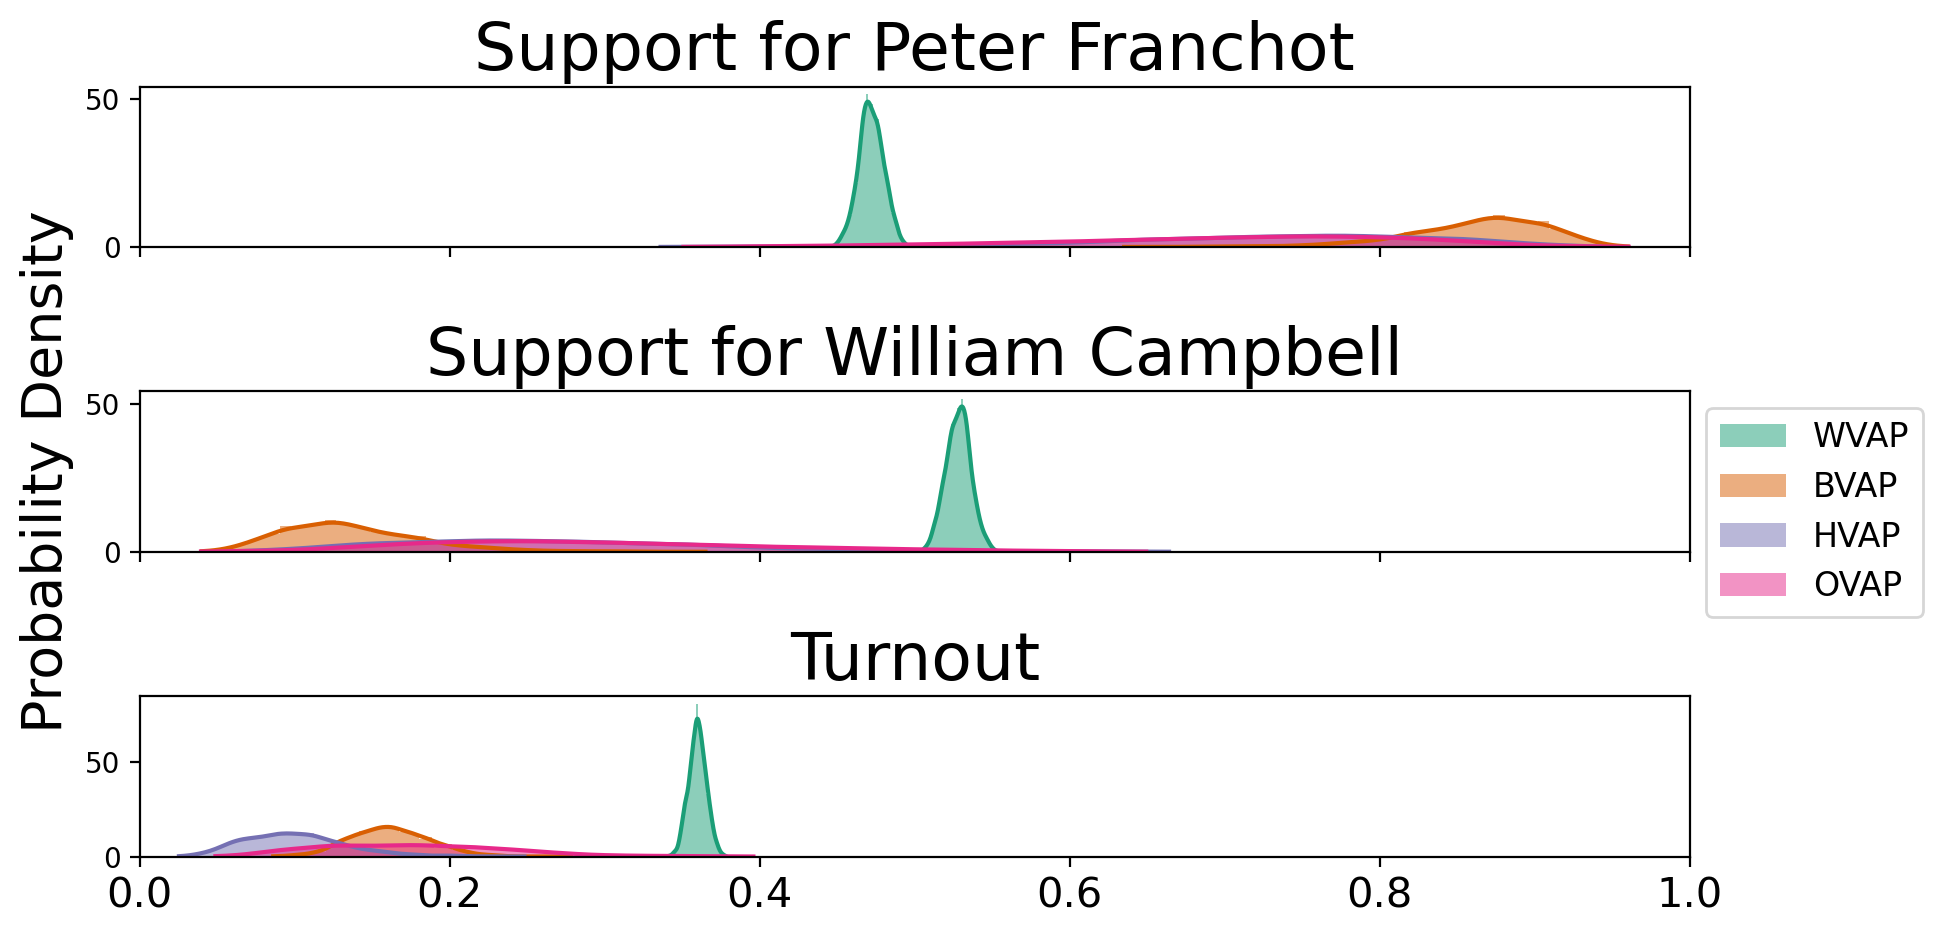 Support for Peter Franchot
50
0
Support for William Campbell
50
0
Probability Density
WVAP
BVAP
HVAP
OVAP
Turnout
50
0
0.0 0.2 0.4 0.6 0.8 1.0